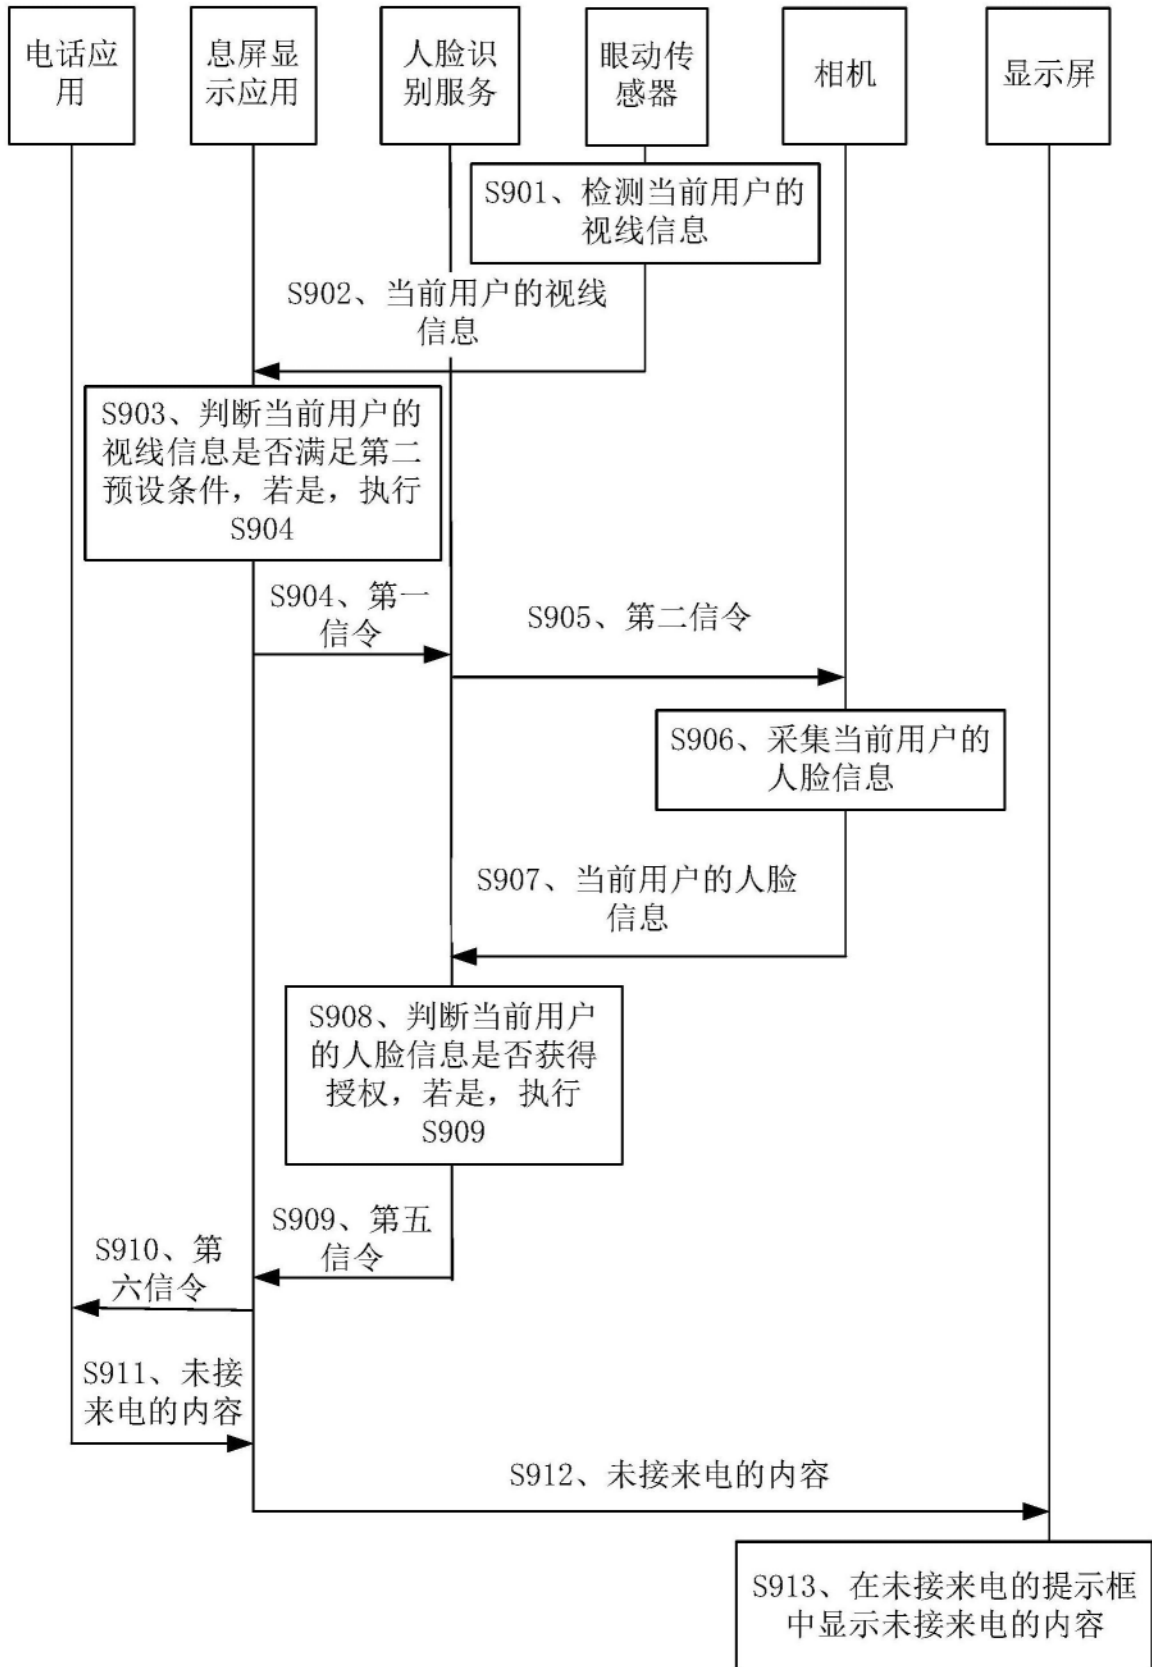 电话应
用
息屏显
示应用
人脸识
别服务
眼动传
感器
相机
显示屏
S901、检测当前用户的
视线信息
S902、当前用户的视线
信息
S903、判断当前用户的
视线信息是否满足第二
预设条件，若是，执行
S904
S904、第一
信令
S905、第二信令
S906、采集当前用户的
人脸信息
S907、当前用户的人脸
信息
S908、判断当前用户
的人脸信息是否获得
授权，若是，执行
S909
S909、第五
信令
S910、第
六信令
S911、未接
来电的内容
S912、未接来电的内容
S913、在未接来电的提示框
中显示未接来电的内容